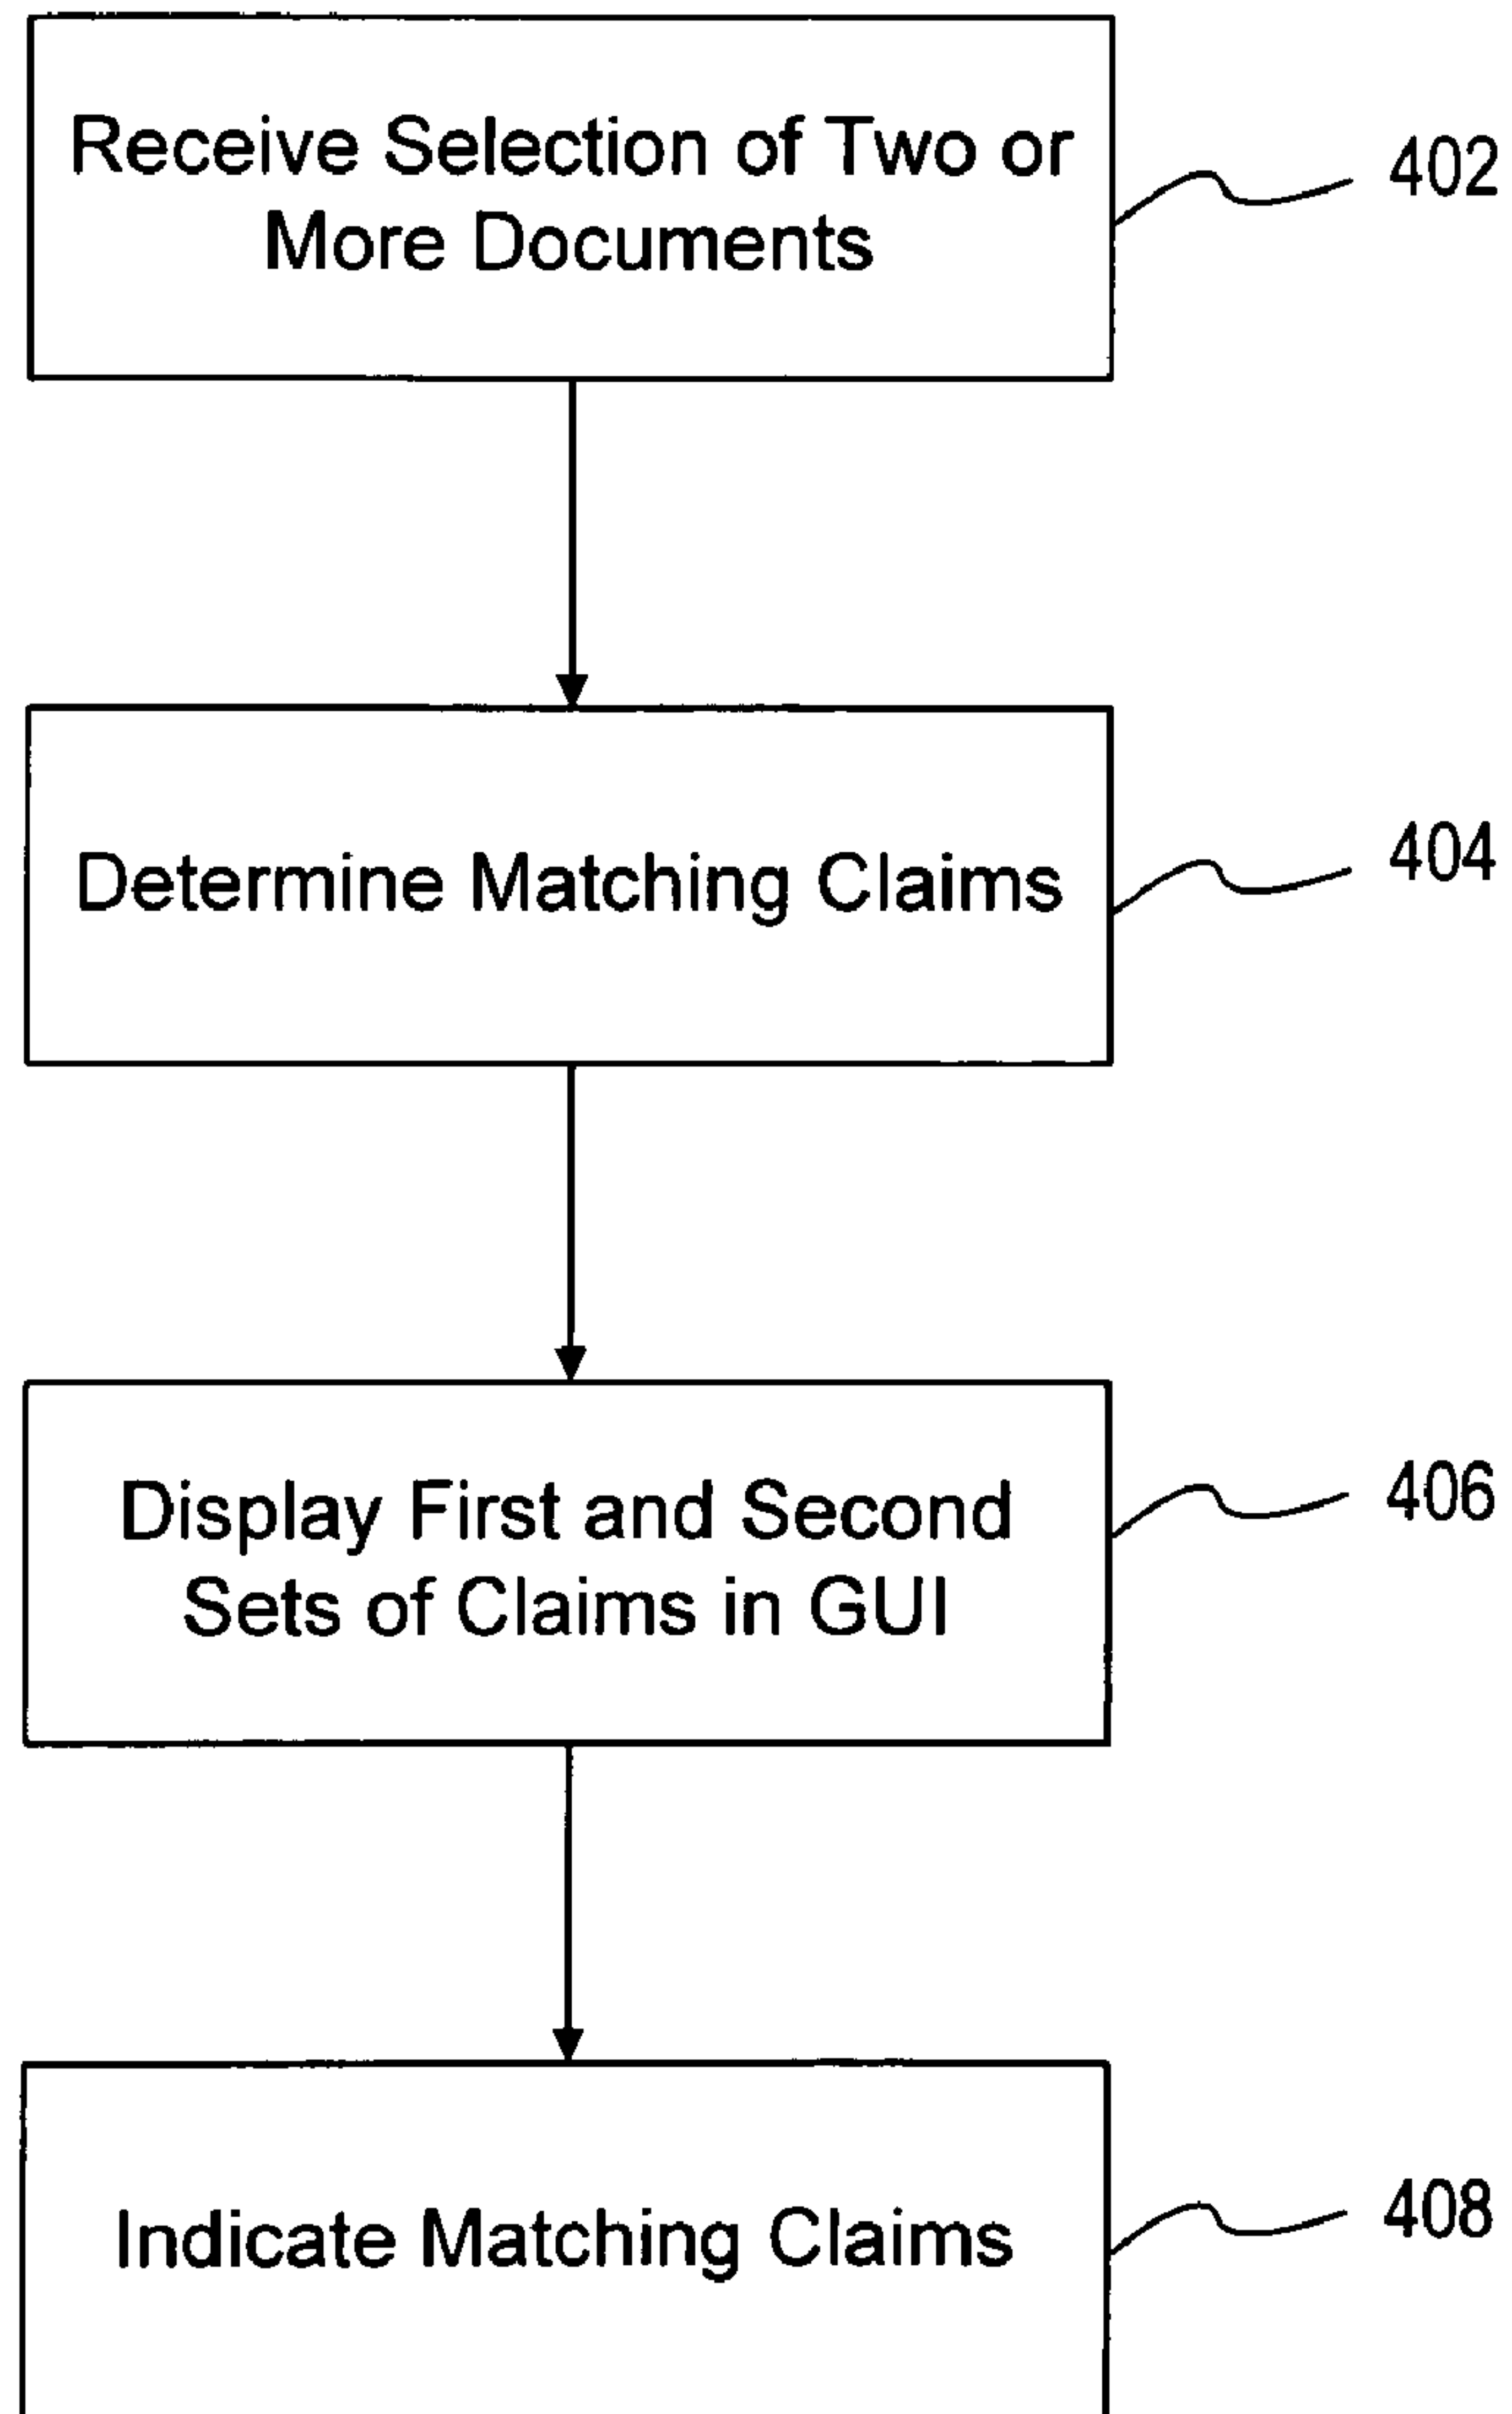 Receive Selection of Two or
More Documents
402
Determine Matching Claims
404
Display First and Second
Sets of Claims in GUI
406
Indicate Matching Claims
408